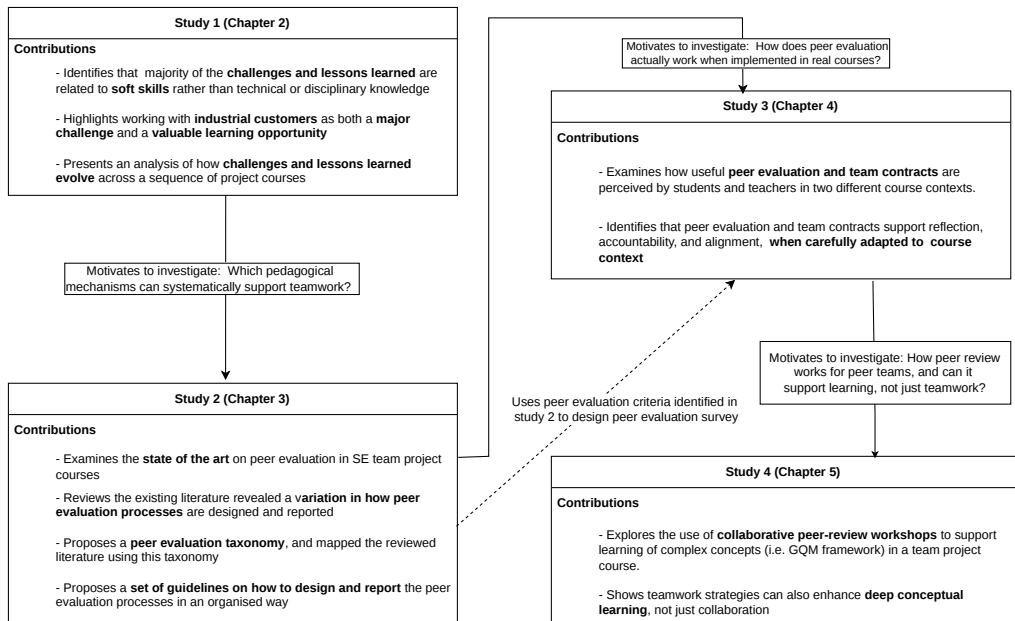 Study 1 (Chapter 2)
Contributions
- Identifies that  majority of the challenges and lessons learned are
related to soft skills rather than technical or disciplinary knowledge
- Highlights working with industrial customers as both a major
challenge and a valuable learning opportunity
- Presents an analysis of how challenges and lessons learned
evolve across a sequence of project courses
Motivates to investigate:  Which pedagogical
mechanisms can systematically support teamwork?
Study 2 (Chapter 3)
Contributions
- Examines the state of the art on peer evaluation in SE team project
courses
- Reviews the existing literature revealed a variation in how peer
evaluation processes are designed and reported
- Proposes a peer evaluation taxonomy, and mapped the reviewed
literature using this taxonomy
- Proposes a set of guidelines on how to design and report the peer
evaluation processes in an organised way
Motivates to investigate:  How does peer evaluation
actually work when implemented in real courses?
Study 3 (Chapter 4)
Contributions
- Examines how useful peer evaluation and team contracts are
perceived by students and teachers in two different course contexts.
- Identifies that peer evaluation and team contracts support reflection,
accountability, and alignment,  when carefully adapted to  course
context
Uses peer evaluation criteria identified in
study 2 to design peer evaluation survey
Motivates to investigate: How peer review
works for peer teams, and can it
support learning, not just teamwork?
Study 4 (Chapter 5)
Contributions
- Explores the use of collaborative peer-review workshops to support
learning of complex concepts (i.e. GQM framework) in a team project
course.
- Shows teamwork strategies can also enhance deep conceptual
learning, not just collaboration